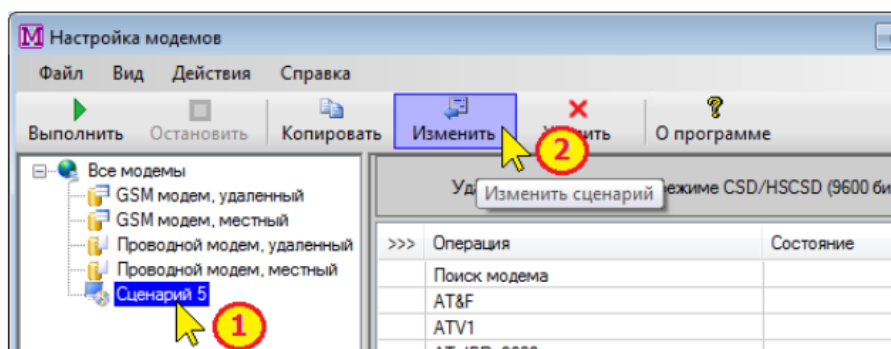 Настройка модемов
Файл Вид Действия Справка
Выполнить Остановить Копировать Изменить О программе
2
Все модемы
GSM модем, удаленный
GSM модем, местный
Проводной модем, удаленный
Проводной модем, местный
Сценарий 5
1
Изменить сценарий
режиме CSD/HSCSD (9600 би
>>> Операция Состояние
Поиск модема
AT&F
ATV1